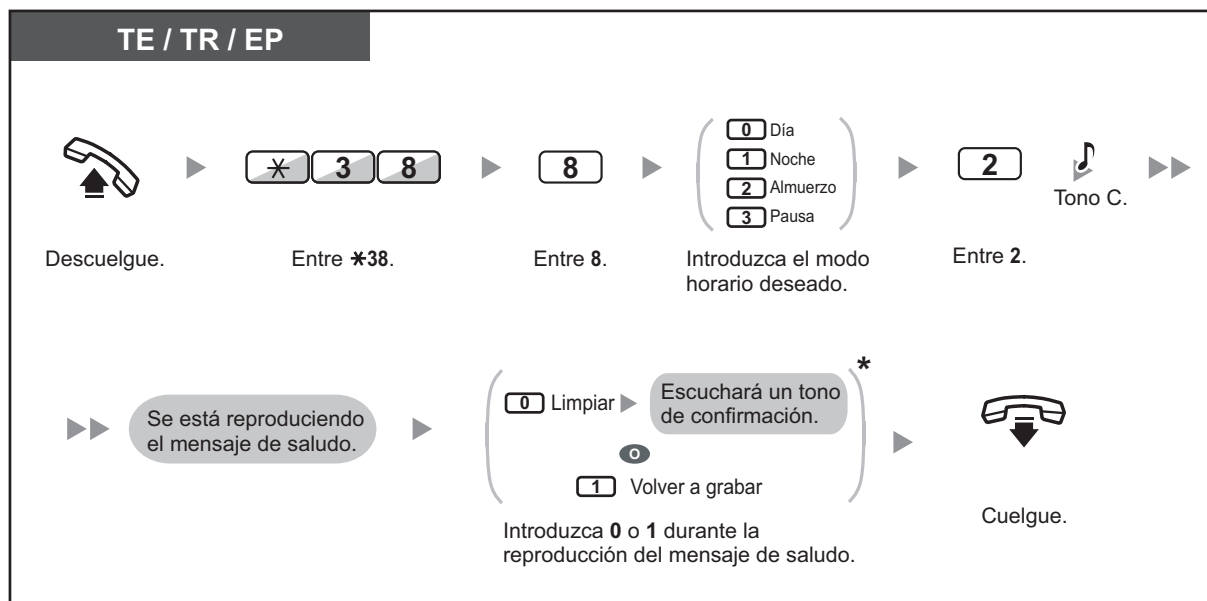 TE / TR / EP
0 Día
1 Noche
2 Almuerzo
3 Pausa
* 3 8
8
2
Tono C.
Descuelgue.
Entre *38.
Entre 8.
Introduzca el modo
horario deseado.
Entre 2.
Se está reproduciendo
el mensaje de saludo.
*
0 Limpiar
Escuchará un tono
de confirmación.
o
1 Volver a grabar
Introduzca 0 o 1 durante la
reproducción del mensaje de saludo.
Cuelgue.